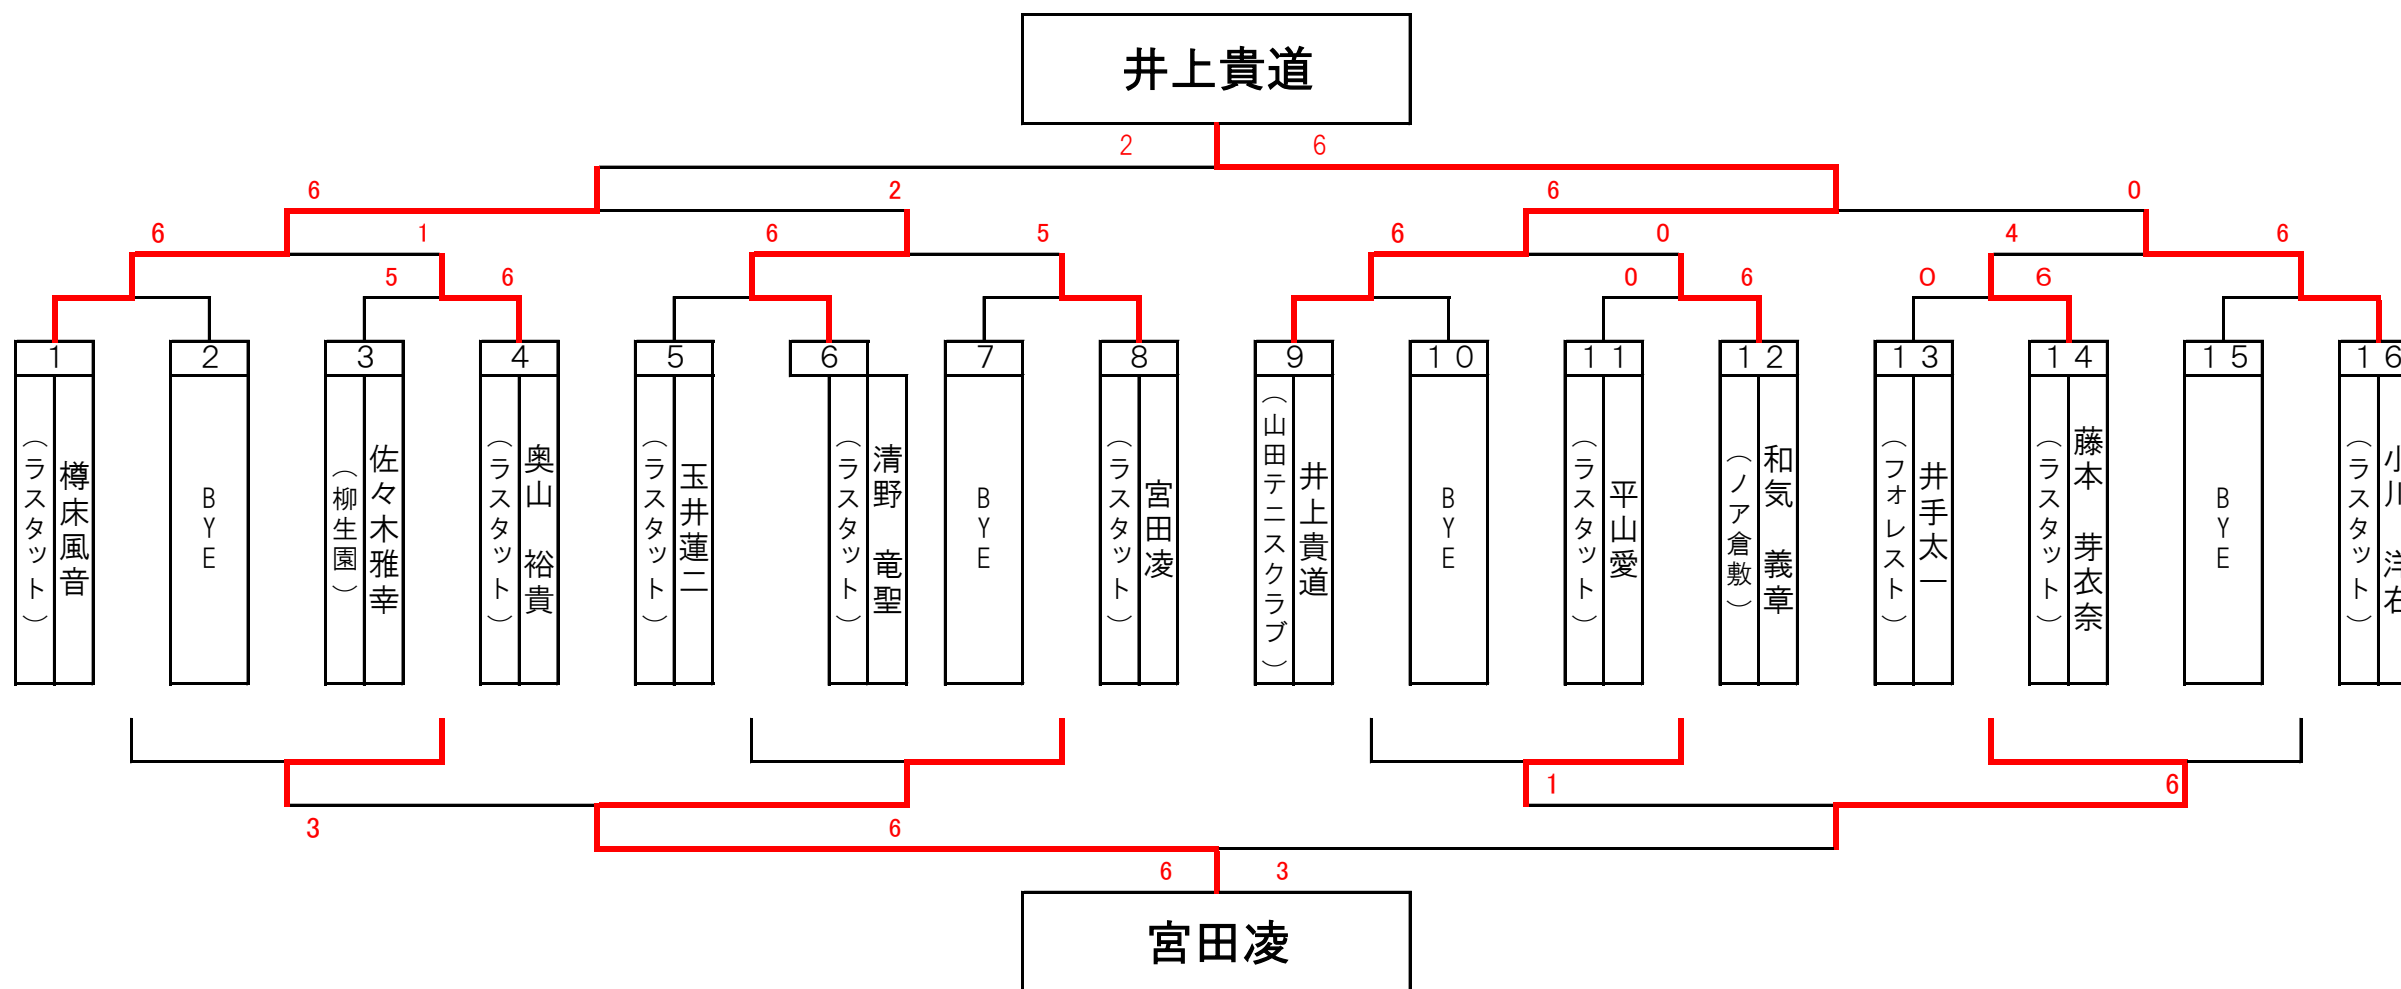 井上貴道
2 6
6 2 6 0
6 1 6 5 6 0 4 6
5 6 0 6 0 6
1 2 3 4 5 6 7 8 9 10 11 12 13 14 15 16
樽床風音
(ラスタット)
BYE
佐々木雅幸
(柳生園)
奥山 裕貴
(ラスタット)
玉井蓮二
(ラスタット)
清野 竜聖
(ラスタット)
BYE
宮田凌
(ラスタット)
井上貴道
(山田テニスクラブ)
BYE
平山愛
(ラスタット)
和気 義章
(ノア倉敷)
井手太一
(フオレスト)
藤本 芽衣奈
(ラスタット)
BYE
小川 洋右
(ラスタット)
1 6
3 6
6 3
宮田凌